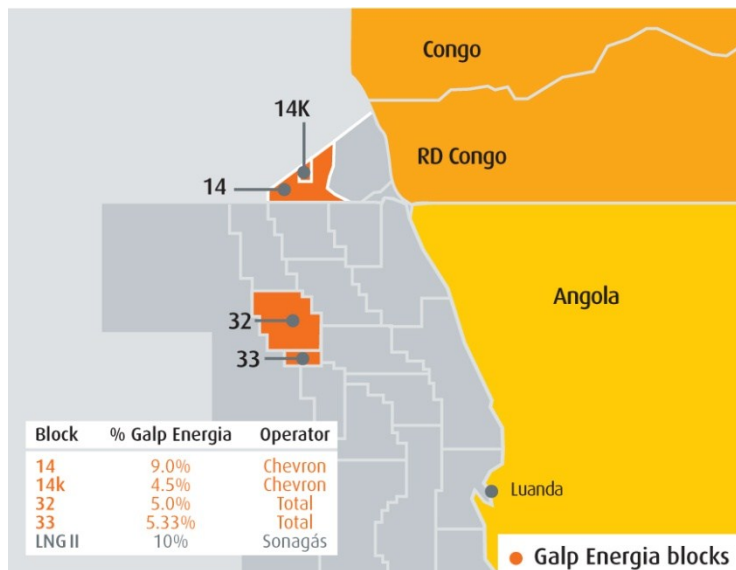 Congo
14K
RD Congo
14
Angola
32
33
Block % Galp Energia Operator
14 9.0% Chevron
14k 4.5% Chevron
32 5.0% Total
33 5.33% Total
LNG II 10% Sonagás
Luanda
Galp Energia blocks